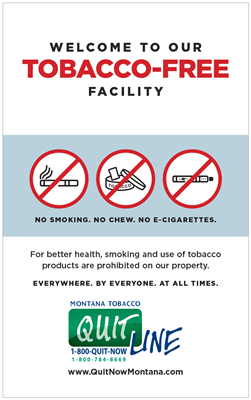 WELCOME TO OUR
TOBACCO-FREE
FACILITY
TOBACCO
NO SMOKING. NO CHEW. NO E-CIGARETTES.
For better health, smoking and use of tobacco
products are prohibited on our property.
EVERYWHERE. BY EVERYONE. AT ALL TIMES.
MONTANA TOBACCO
QUIT
LINE
1-800-QUIT-NOW
1-800-784-8669
www.QuitNowMontana.com